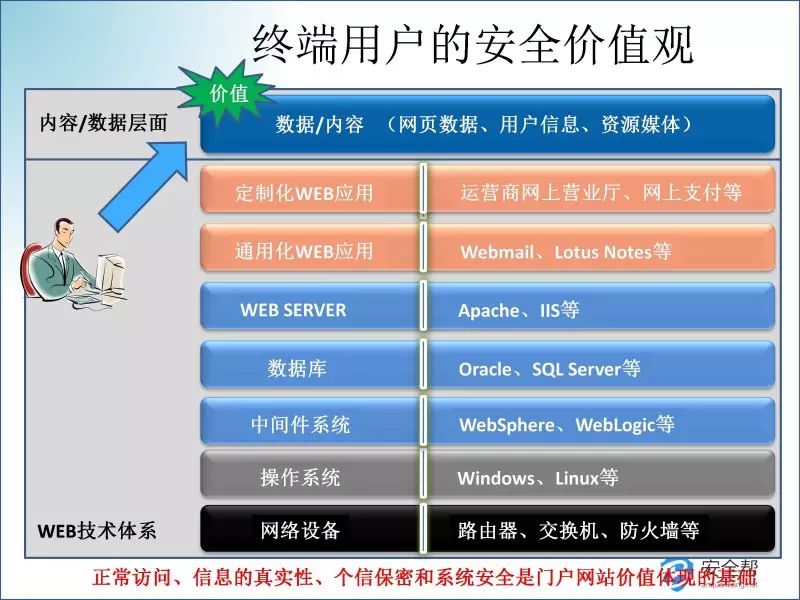 终端用户的安全价值观
价值
内容/数据层面
数据/内容 （网页数据、用户信息、资源媒体）
定制化WEB应用
运营商网上营业厅、网上支付等
通用化WEB应用
Webmail、Lotus Notes等
WEB SERVER
Apache、IIS等
数据库
Oracle、SQL Server等
中间件系统
WebSphere、WebLogic等
操作系统
Windows、Linux等
WEB技术体系
网络设备
路由器、交换机、防火墙等
安全帮
正常访问、信息的真实性、个信保密和系统安全是门户网站价值体现的基础